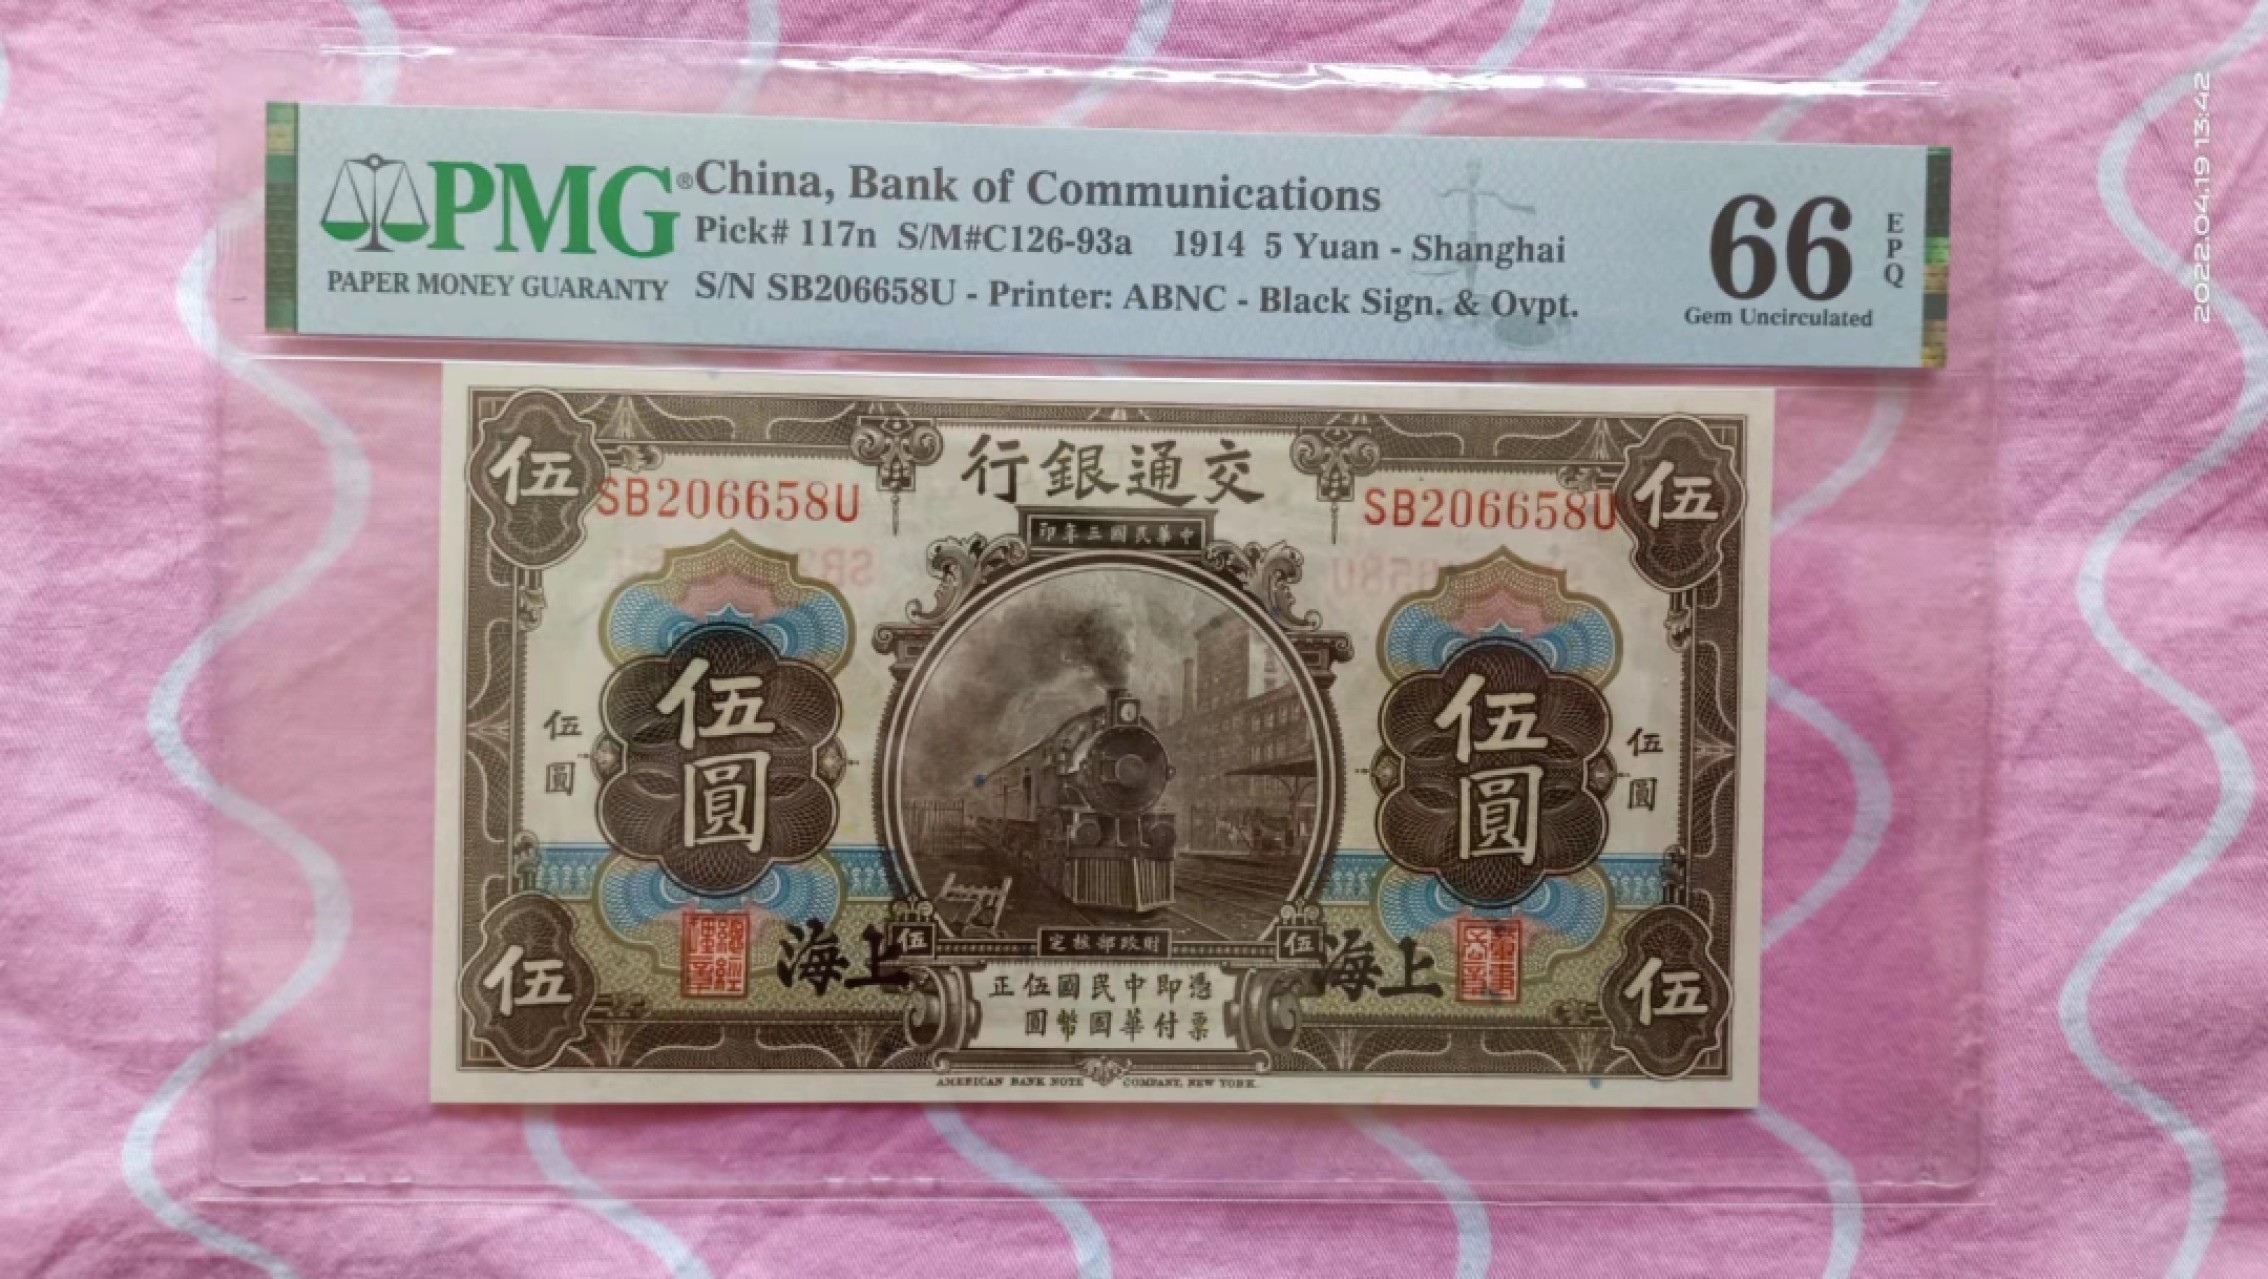 PMG®
PAPER MONEY GUARANTY
China, Bank of Communications
Pick# 117n S/M#C126-93a 1914 5 Yuan - Shanghai
S/N SB206658U - Printer: ABNC - Black Sign. & Ovpt.
66
EPQ
Gem Uncirculated
2022.04.19 13:42
伍
伍
交通銀行
SB206658U
SB206658U
中華民國三年印
伍圓
伍圓
伍圓
伍圓
總經理章
上海
伍
財政部核定
伍
上海
伍
憑票即付中華民國國幣伍圓正
伍
AMERICAN BANK NOTE COMPANY, NEW YORK.